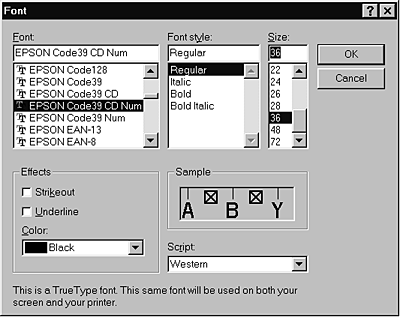 Font
Font:
Font style:
Size:
EPSON Code39 CD Num
Regular
36
OK
Cancel
EPSON Code128
EPSON Code39
EPSON Code39 CD
EPSON Code39 CD Num
EPSON Code39 Num
EPSON EAN-13
EPSON EAN-8
Regular
Italic
Bold
Bold Italic
22
24
26
28
36
48
72
Effects
Strikeout
Underline
Color:
Black
Sample
A B Y
Script:
Western
This is a TrueType font. This same font will be used on both your
screen and your printer.